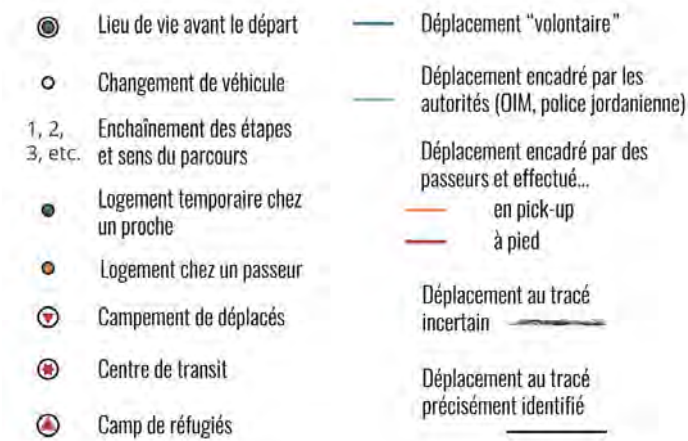 Lieu de vie avant le départ
Changement de véhicule
1, 2,
3, etc.
Enchaînement des étapes
et sens du parcours
Logement temporaire chez
un proche
Logement chez un passeur
Campement de déplacés
Centre de transit
Camp de réfugiés
Déplacement “volontaire”
Déplacement encadré par les
autorités (OIM, police jordanienne)
Déplacement encadré par des
passeurs et effectué...
en pick-up
à pied
Déplacement au tracé
incertain
Déplacement au tracé
précisément identifié